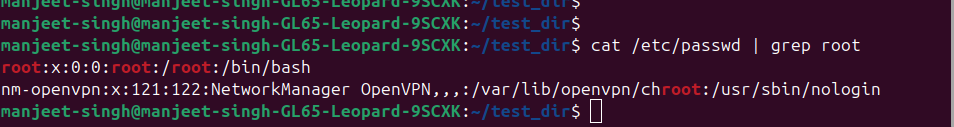 manjeet-singh@manjeet-singh-GL65-Leopard-9SCXK:~/test_dir$
manjeet-singh@manjeet-singh-GL65-Leopard-9SCXK:~/test_dir$
manjeet-singh@manjeet-singh-GL65-Leopard-9SCXK:~/test_dir$ cat /etc/passwd | grep root
root:x:0:0:root:/root:/bin/bash
nm-openvpn:x:121:122:NetworkManager OpenVPN,,,:/var/lib/openvpn/chroot:/usr/sbin/nologin
manjeet-singh@manjeet-singh-GL65-Leopard-9SCXK:~/test_dir$